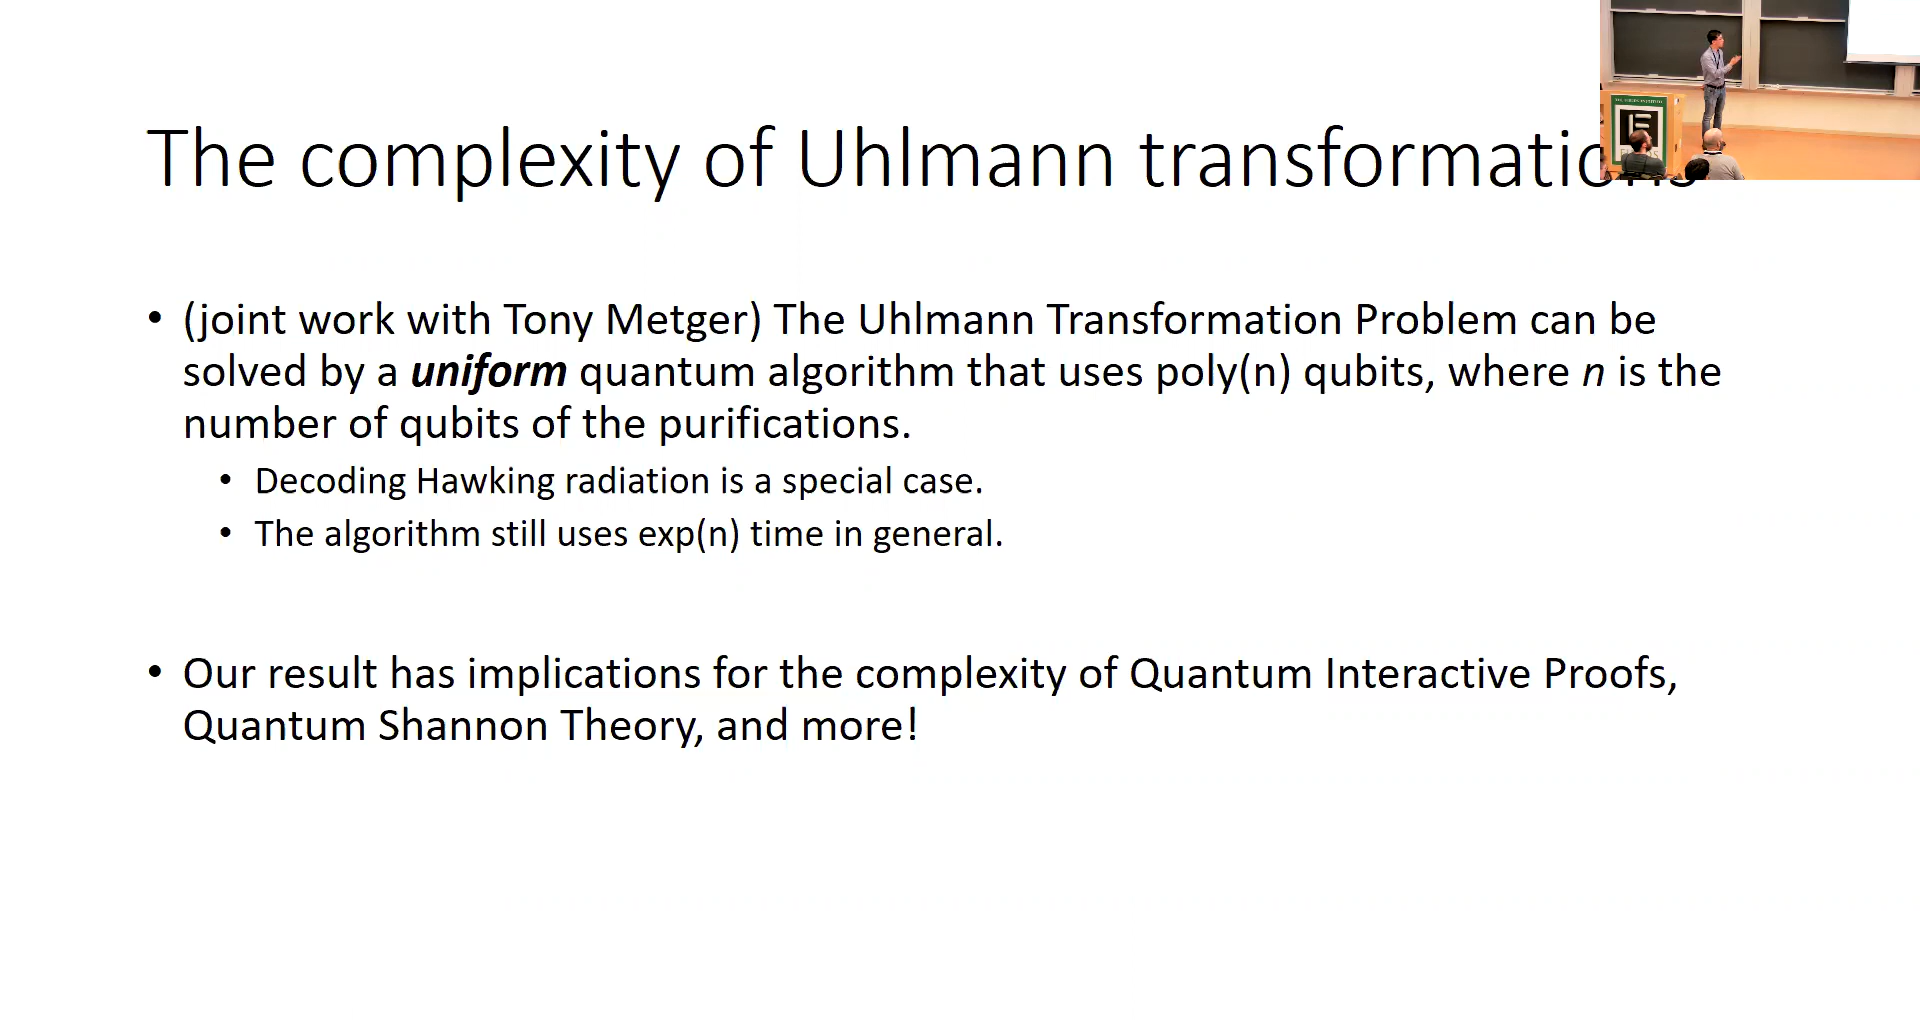 The complexity of Uhlmann transformations
• (joint work with Tony Metger) The Uhlmann Transformation Problem can be
solved by a uniform quantum algorithm that uses poly(n) qubits, where n is the
number of qubits of the purifications.
• Decoding Hawking radiation is a special case.
• The algorithm still uses exp(n) time in general.
• Our result has implications for the complexity of Quantum Interactive Proofs,
Quantum Shannon Theory, and more!